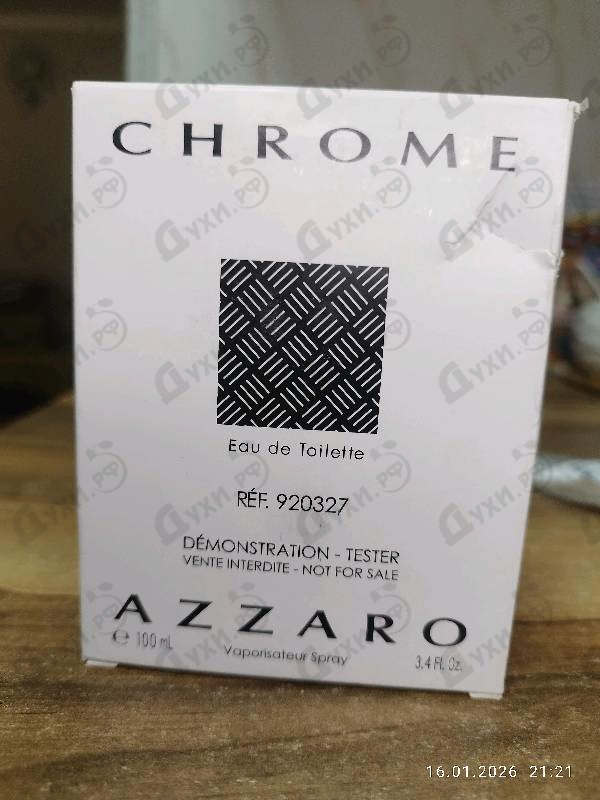 CHROME
Eau de Toilette
RÉF. 920327
DÉMONSTRATION - TESTER
VENTE INTERDITE - NOT FOR SALE
AZZARO
℮ 100 mL
Vaporisateur Spray
3.4 Fl. Oz.
Духи.рф
16.01.2026 21:21